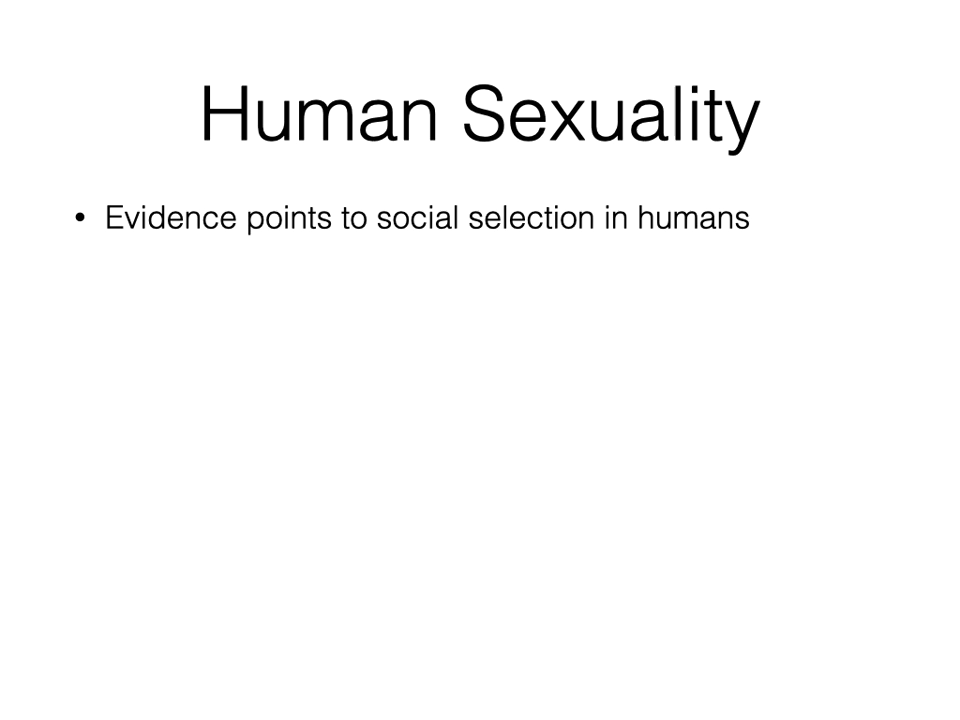 Human Sexuality
• Evidence points to social selection in humans